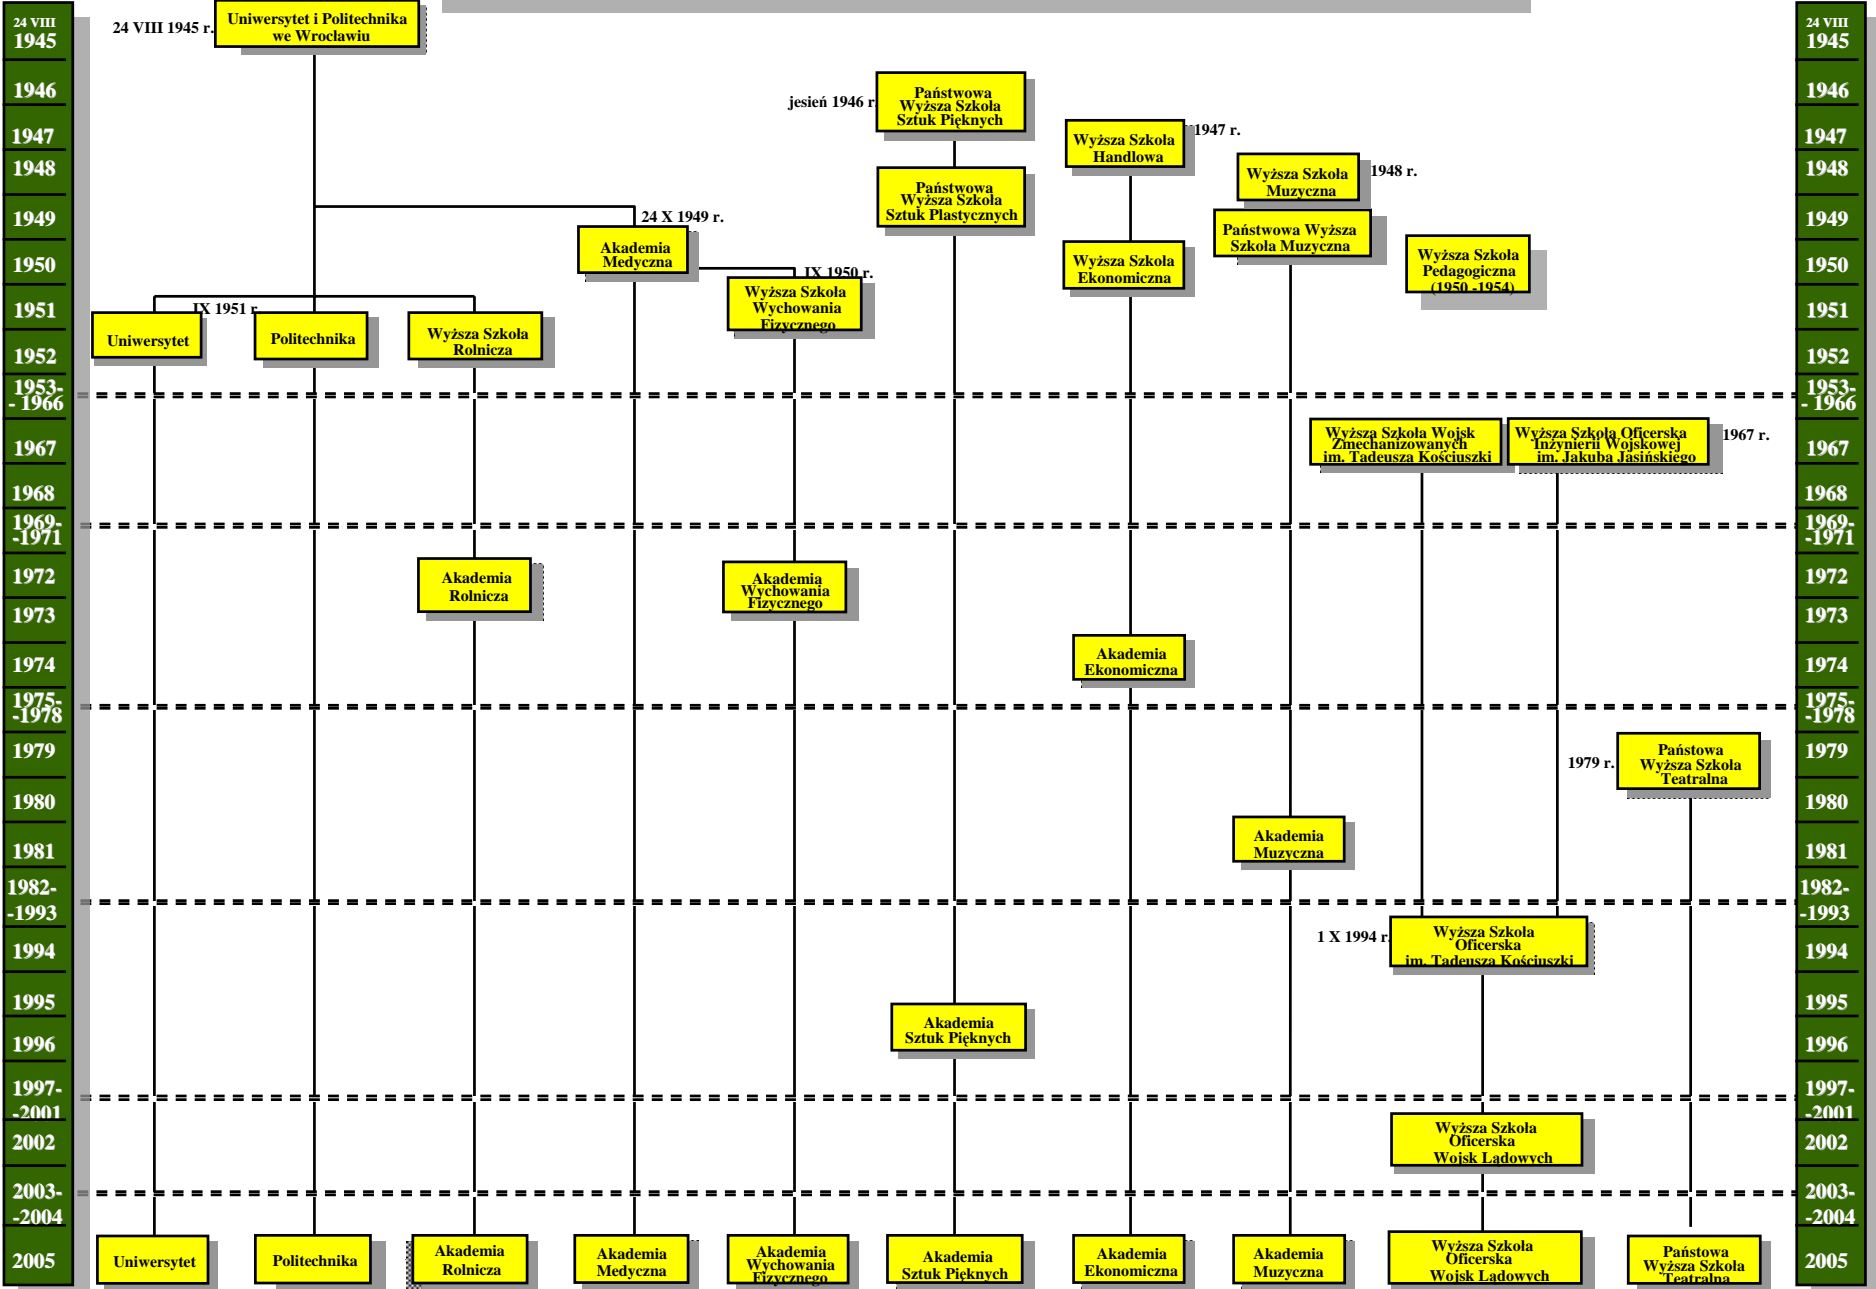 24 VIII
1945
1946
1947
1948
1949
1950
1951
1952
1953-
- 1966
1967
1968
1969-
-1971
1972
1973
1974
1975-
-1978
1979
1980
1981
1982-
-1993
1994
1995
1996
1997-
-2001
2002
2003-
-2004
2005
24 VIII 1945 r.
Uniwersytet i Politechnika
we Wrocławiu
jesień 1946 r.
Państwowa
Wyższa Szkoła
Sztuk Pięknych
Wyższa Szkoła
Handlowa
1947 r.
Wyższa Szkoła
Muzyczna
1948 r.
Państwowa
Wyższa Szkoła
Sztuk Plastycznych
24 X 1949 r.
Akademia
Medyczna
Państwowa Wyższa
Szkoła Muzyczna
Wyższa Szkoła
Ekonomiczna
Wyższa Szkoła
Pedagogiczna
(1950 -1954)
IX 1950 r.
Wyższa Szkoła
Wychowania
Fizycznego
IX 1951 r
Uniwersytet
Politechnika
Wyższa Szkoła
Rolnicza
Wyższa Szkoła Wojsk
Zmechanizowanych
im. Tadeusza Kościuszki
Wyższa Szkoła Oficerska
Inżynierii Wojskowej
im. Jakuba Jasińskiego
1967 r.
Akademia
Rolnicza
Akademia
Wychowania
Fizycznego
Akademia
Ekonomiczna
1979 r.
Państowa
Wyższa Szkoła
Teatralna
Akademia
Muzyczna
1 X 1994 r.
Wyższa Szkoła
Oficerska
im. Tadeusza Kościuszki
Akademia
Sztuk Pięknych
Wyższa Szkoła
Oficerska
Wojsk Lądowych
Uniwersytet
Politechnika
Akademia
Rolnicza
Akademia
Medyczna
Akademia
Wychowania
Fizycznego
Akademia
Sztuk Pięknych
Akademia
Ekonomiczna
Akademia
Muzyczna
Wyższa Szkoła
Oficerska
Wojsk Lądowych
Państowa
Wyższa Szkoła
Teatralna
24 VIII
1945
1946
1947
1948
1949
1950
1951
1952
1953-
- 1966
1967
1968
1969-
-1971
1972
1973
1974
1975-
-1978
1979
1980
1981
1982-
-1993
1994
1995
1996
1997-
-2001
2002
2003-
-2004
2005